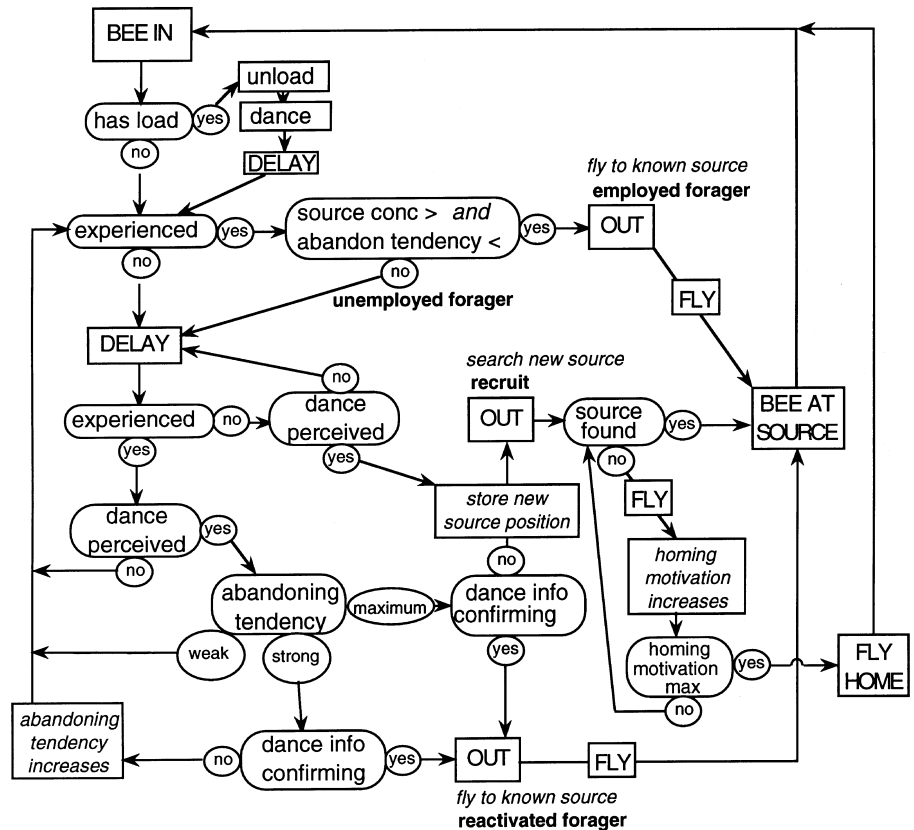 BEE IN
unload
has load
yes
dance
no
DELAY
fly to known source
employed forager
experienced
yes
source conc > and
abandon tendency <
yes
OUT
no
no
unemployed forager
FLY
DELAY
search new source
recruit
no
experienced
no
dance
perceived
OUT
source
found
yes
BEE AT
SOURCE
yes
yes
no
FLY
store new
source position
dance
perceived
yes
no
no
homing
motivation
increases
abandoning
tendency
maximum
dance info
confirming
weak
strong
yes
homing
motivation
max
yes
FLY
HOME
no
abandoning
tendency
increases
no
dance info
confirming
yes
OUT
FLY
fly to known source
reactivated forager